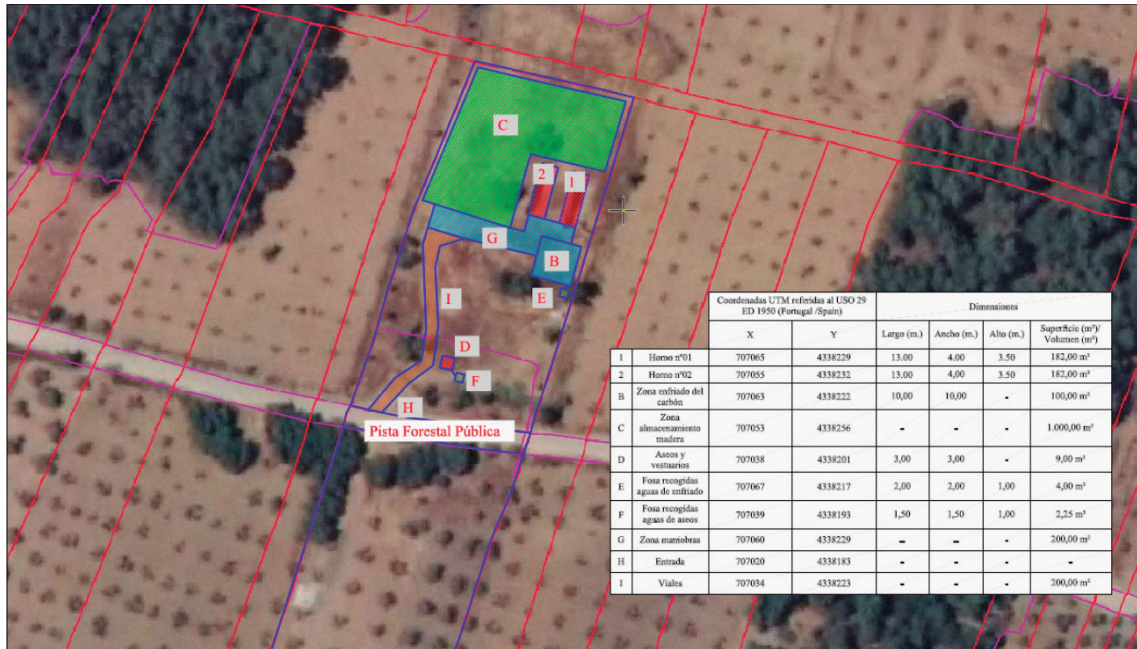 C
2
1
G
B
E
I
D
F
H
Pista Forestal Pública
Coordenadas UTM referidas al USO 29
ED 1950 (Portugal /Spain)
Dimensiones
X Y Largo (m.) Ancho (m.) Alto (m.) Superficie (m²)/
Volumen (m³)
1 Horno nº01 707065 4338229 13.00 4,00 3.50 182,00 m³
2 Horno nº02 707055 4338232 13.00 4,00 3.50 182,00 m³
B Zona enfriado del
carbón 707063 4338222 10,00 10,00 - 100,00 m²
C Zona
almacenamiento
madera 707053 4338256 - - - 1.000,00 m²
D Aseos y
vestuarios 707038 4338201 3,00 3,00 - 9,00 m²
E Fosa recogidas
aguas de enfriado 707067 4338217 2,00 2,00 1,00 4,00 m³
F Fosa recogidas
aguas de aseos 707039 4338193 1,50 1,50 1,00 2,25 m³
G Zona maniobras 707060 4338229 - - - 200,00 m²
H Entrada 707020 4338183 - - - -
I Viales 707034 4338223 - - - 200,00 m²